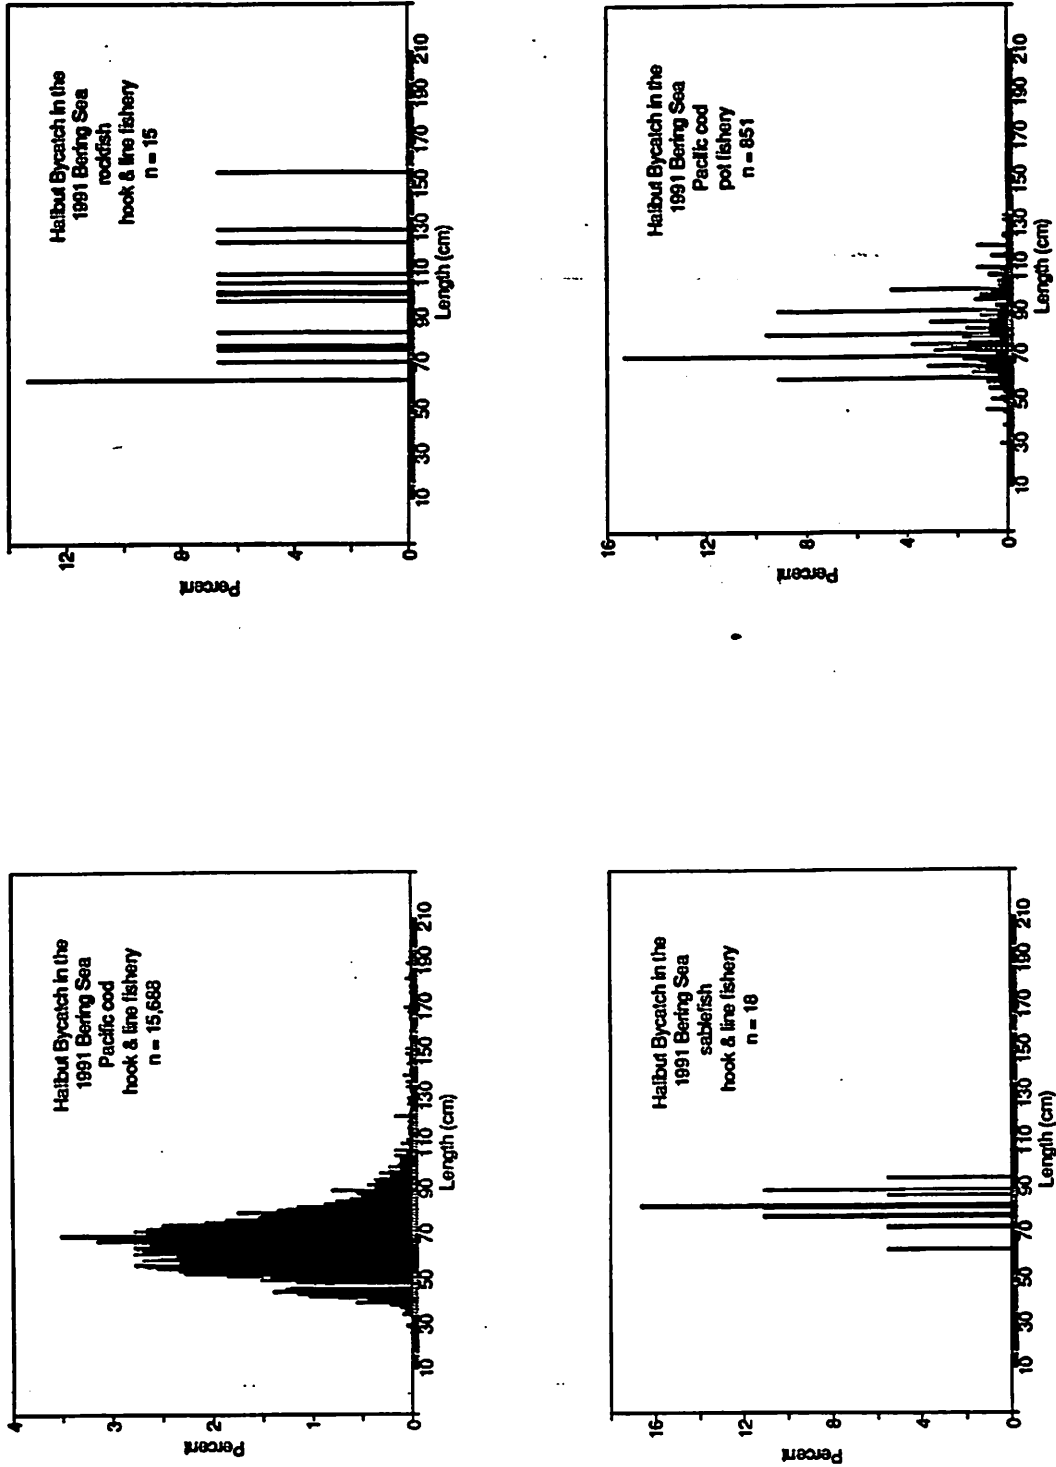 Halibut Bycatch in the
1991 Bering Sea
Pacific cod
hook & line fishery
n = 15,688
Percent
4
3
2
1
0
10 30 50 70 90 110 130 150 170 190 210
Length (cm)
Halibut Bycatch in the
1991 Bering Sea
rockfish
hook & line fishery
n = 15
Percent
12
8
4
0
10 30 50 70 90 110 130 150 170 190 210
Length (cm)
Halibut Bycatch in the
1991 Bering Sea
sablefish
hook & line fishery
n = 18
Percent
16
12
8
4
0
10 30 50 70 90 110 130 150 170 190 210
Length (cm)
Halibut Bycatch in the
1991 Bering Sea
Pacific cod
pot fishery
n = 851
Percent
16
12
8
4
0
10 30 50 70 90 110 130 150 170 190 210
Length (cm)